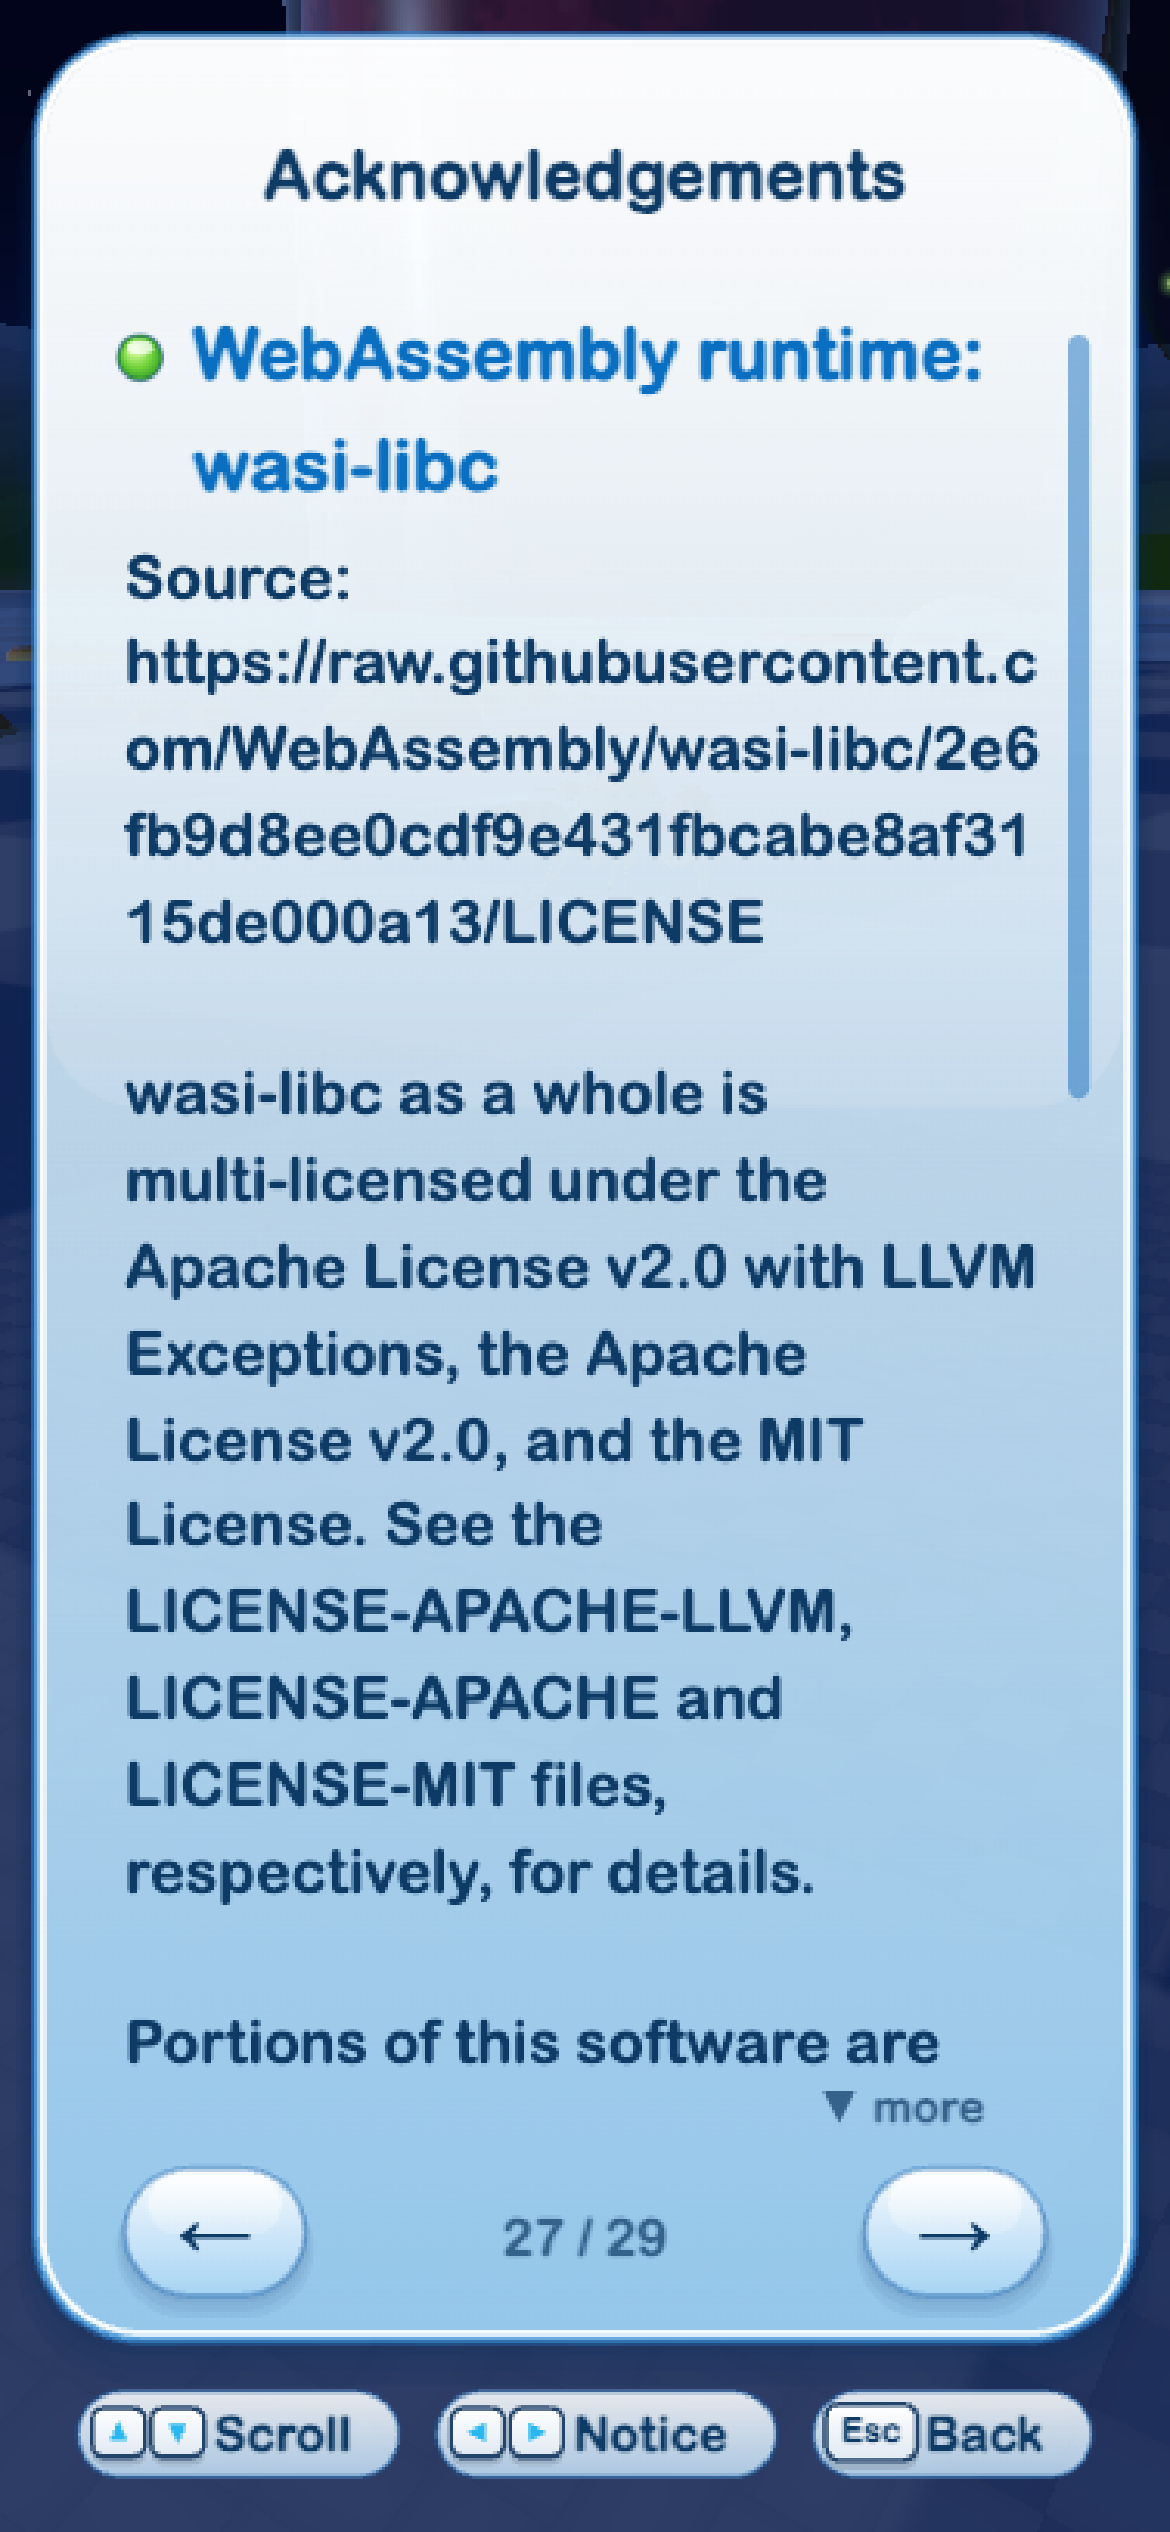 Acknowledgements
WebAssembly runtime:
wasi-libc
Source:
https://raw.githubusercontent.c
om/WebAssembly/wasi-libc/2e6
fb9d8ee0cdf9e431fbcabe8af31
15de000a13/LICENSE
wasi-libc as a whole is
multi-licensed under the
Apache License v2.0 with LLVM
Exceptions, the Apache
License v2.0, and the MIT
License. See the
LICENSE-APACHE-LLVM,
LICENSE-APACHE and
LICENSE-MIT files,
respectively, for details.
Portions of this software are
▼ more
← 27 / 29 →
▲ ▼ Scroll ◀ ▶ Notice Esc Back